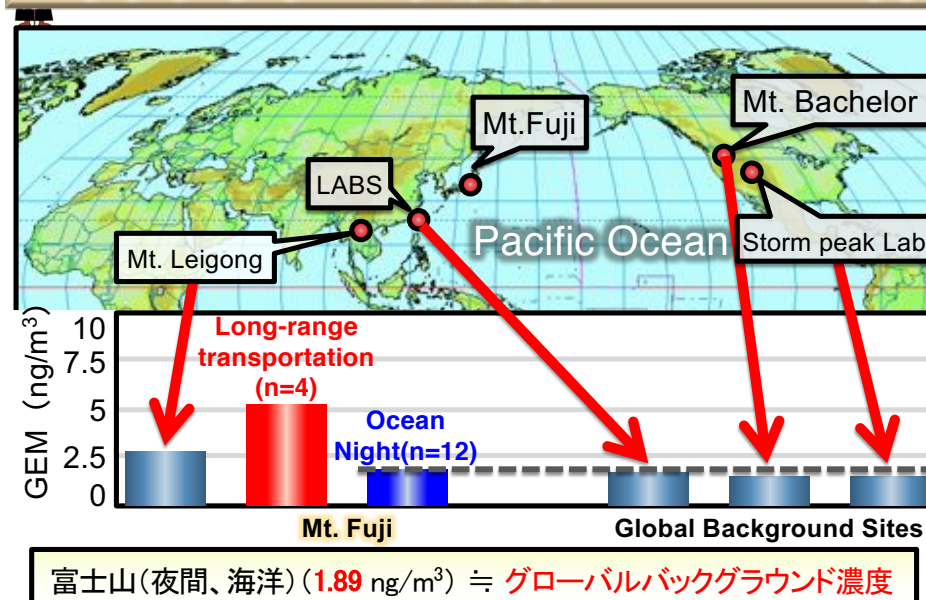 Mt. Bachelor
Mt.Fuji
LABS
Pacific Ocean
Storm peak Lab
Mt. Leigong
GEM (ng/m³)
10
7.5
5
2.5
0
Long-range
transportation
(n=4)
Ocean
Night(n=12)
Mt. Fuji
Global Background Sites
富士山(夜間、海洋)(1.89 ng/m³) ≒ グローバルバックグラウンド濃度